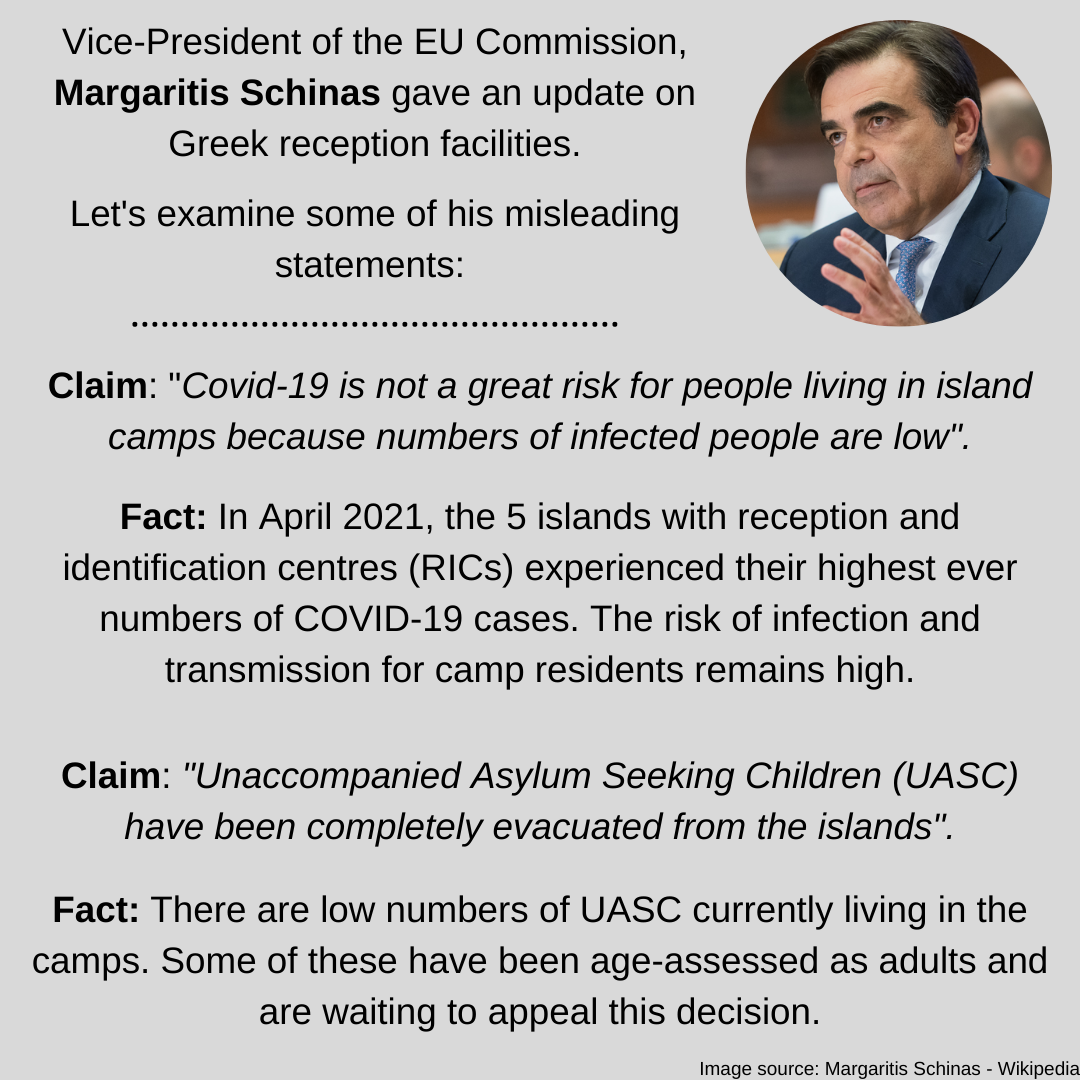 Vice-President of the EU Commission,
Margaritis Schinas gave an update on
Greek reception facilities.
Let's examine some of his misleading
statements:
.................................................
Claim: "Covid-19 is not a great risk for people living in island
camps because numbers of infected people are low".
Fact: In April 2021, the 5 islands with reception and
identification centres (RICs) experienced their highest ever
numbers of COVID-19 cases. The risk of infection and
transmission for camp residents remains high.
Claim: "Unaccompanied Asylum Seeking Children (UASC)
have been completely evacuated from the islands".
Fact: There are low numbers of UASC currently living in the
camps. Some of these have been age-assessed as adults and
are waiting to appeal this decision.
Image source: Margaritis Schinas - Wikipedia